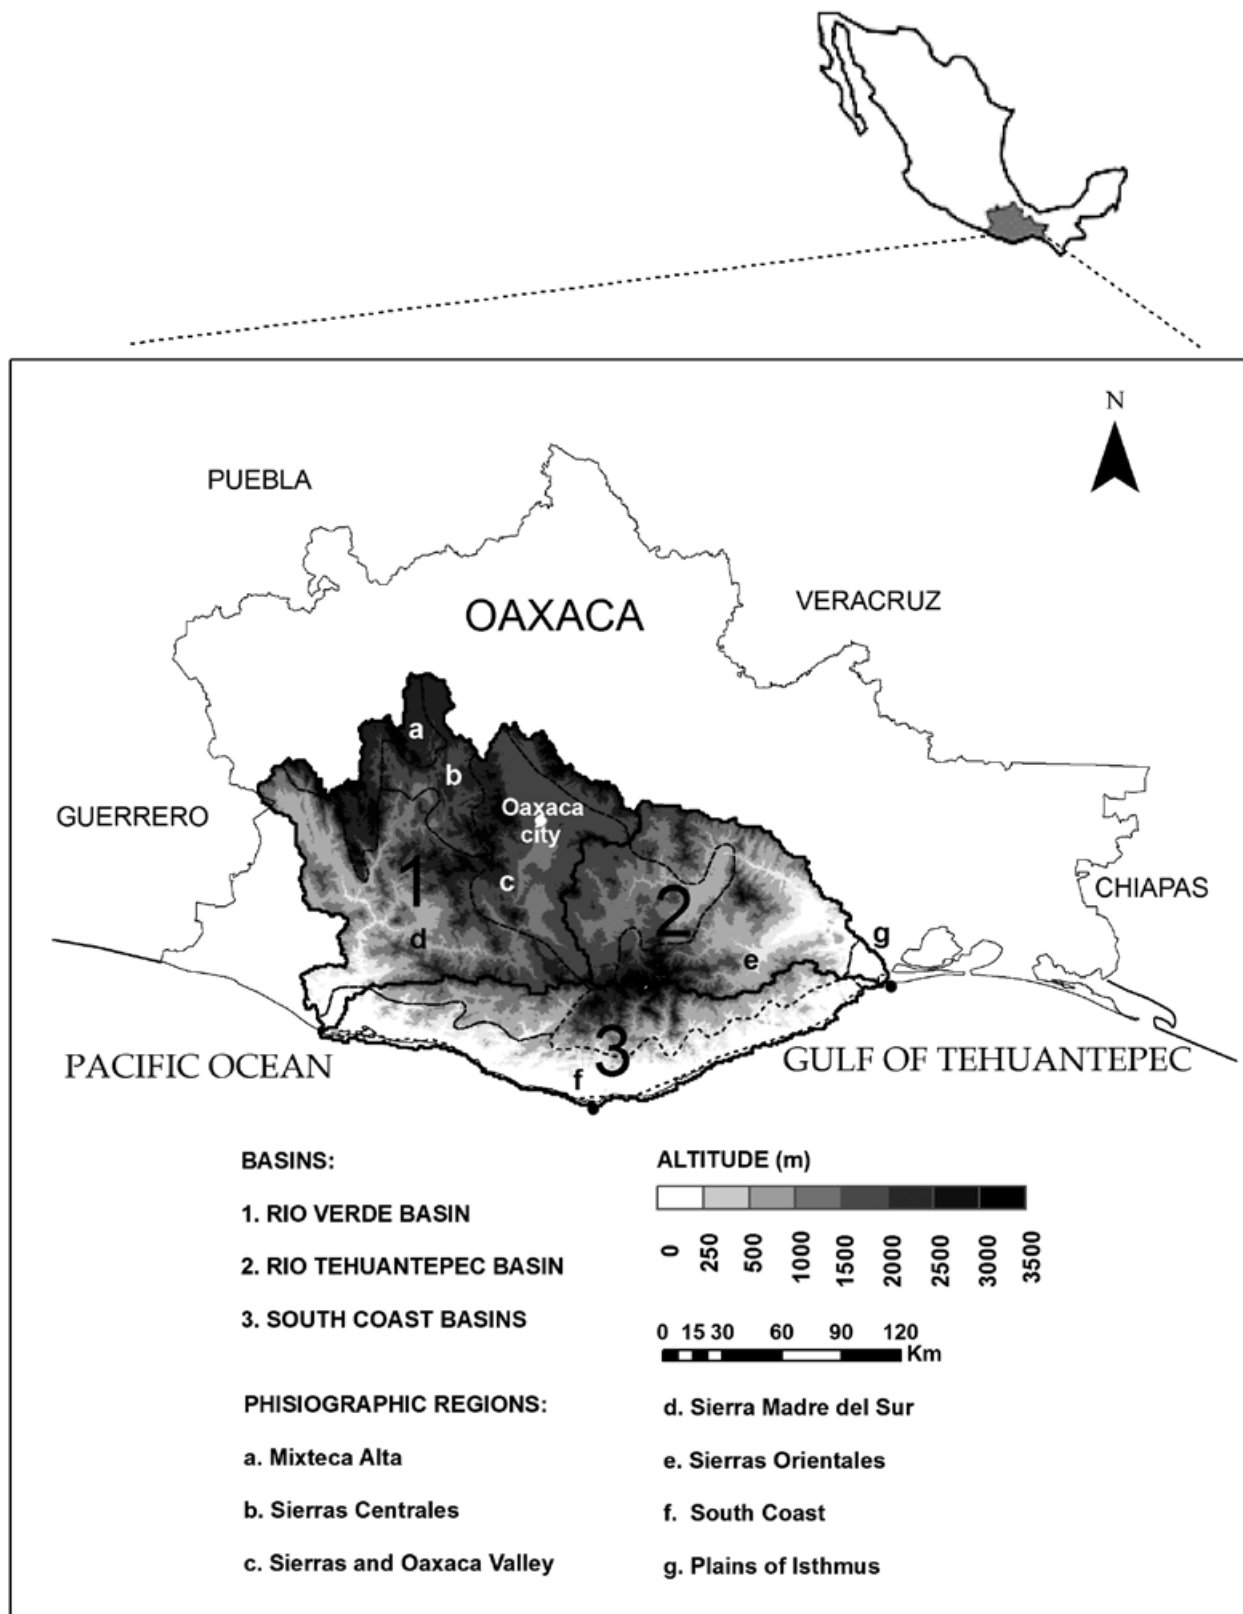 N
PUEBLA
OAXACA
VERACRUZ
a
b
Oaxaca
city
GUERRERO
1
c
2
CHIAPAS
d
e
g
3
PACIFIC OCEAN
GULF OF TEHUANTEPEC
f
BASINS:
1. RIO VERDE BASIN
2. RIO TEHUANTEPEC BASIN
3. SOUTH COAST BASINS
ALTITUDE (m)
0 250 500 1000 1500 2000 2500 3000 3500
0 15 30 60 90 120
Km
PHISIOGRAPHIC REGIONS:
a. Mixteca Alta
b. Sierras Centrales
c. Sierras and Oaxaca Valley
d. Sierra Madre del Sur
e. Sierras Orientales
f. South Coast
g. Plains of Isthmus